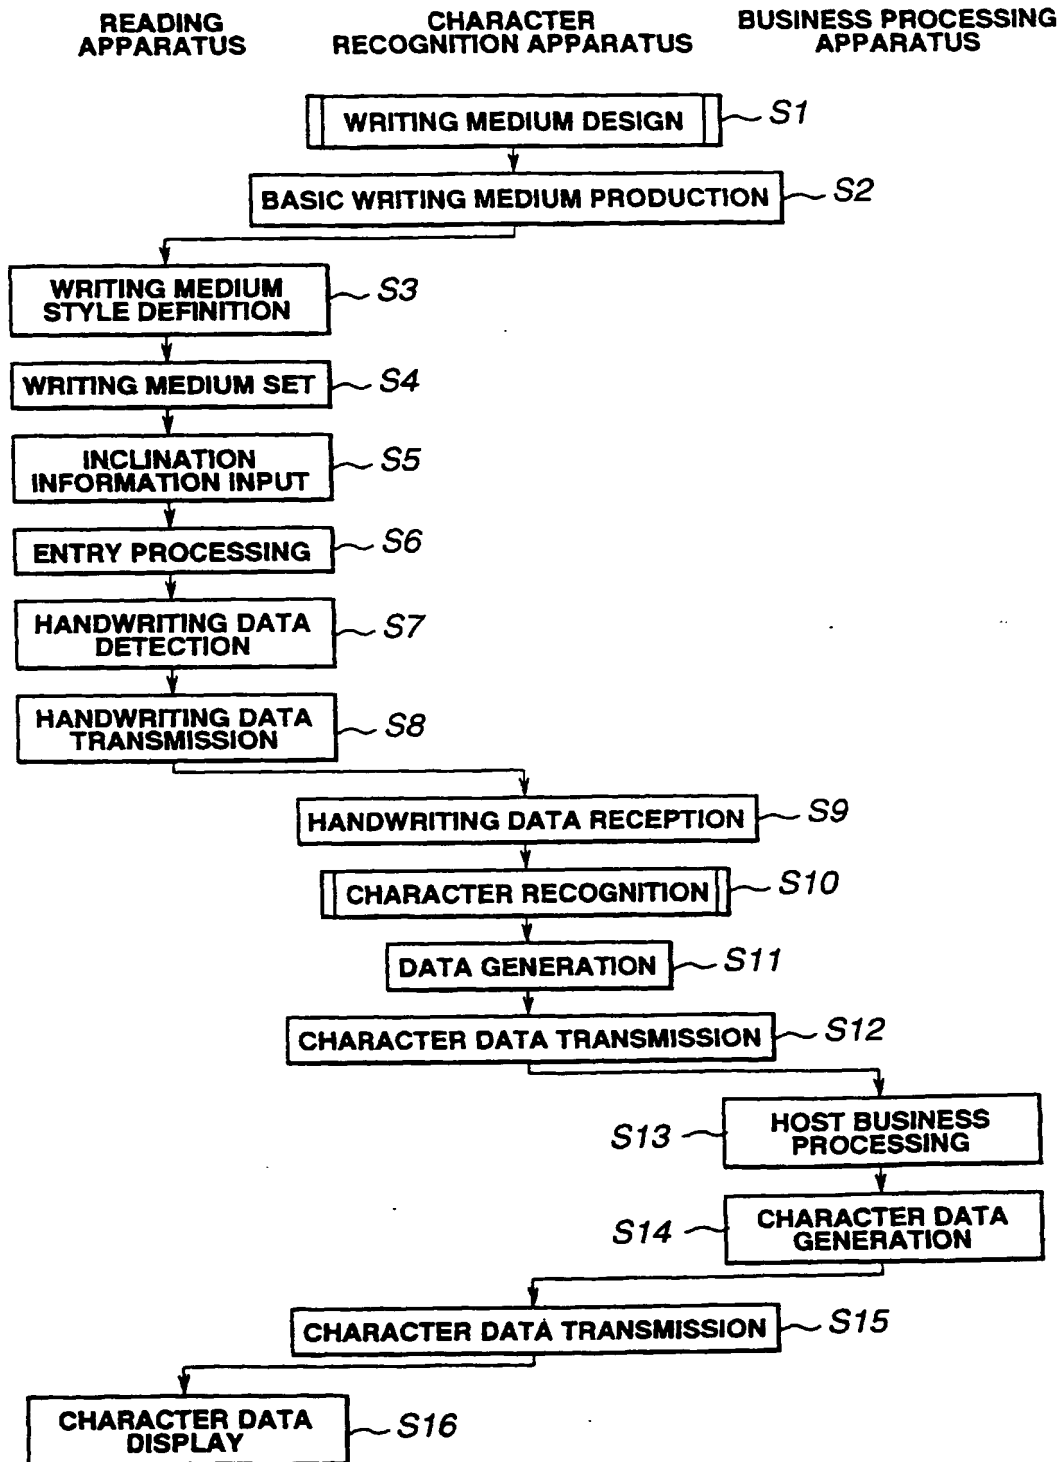 READING
APPARATUS
CHARACTER
RECOGNITION APPARATUS
BUSINESS PROCESSING
APPARATUS
WRITING MEDIUM DESIGN
S1
BASIC WRITING MEDIUM PRODUCTION
S2
WRITING MEDIUM
STYLE DEFINITION
S3
WRITING MEDIUM SET
S4
INCLINATION
INFORMATION INPUT
S5
ENTRY PROCESSING
S6
HANDWRITING DATA
DETECTION
S7
HANDWRITING DATA
TRANSMISSION
S8
HANDWRITING DATA RECEPTION
S9
CHARACTER RECOGNITION
S10
DATA GENERATION
S11
CHARACTER DATA TRANSMISSION
S12
S13
HOST BUSINESS
PROCESSING
S14
CHARACTER DATA
GENERATION
CHARACTER DATA TRANSMISSION
S15
CHARACTER DATA
DISPLAY
S16